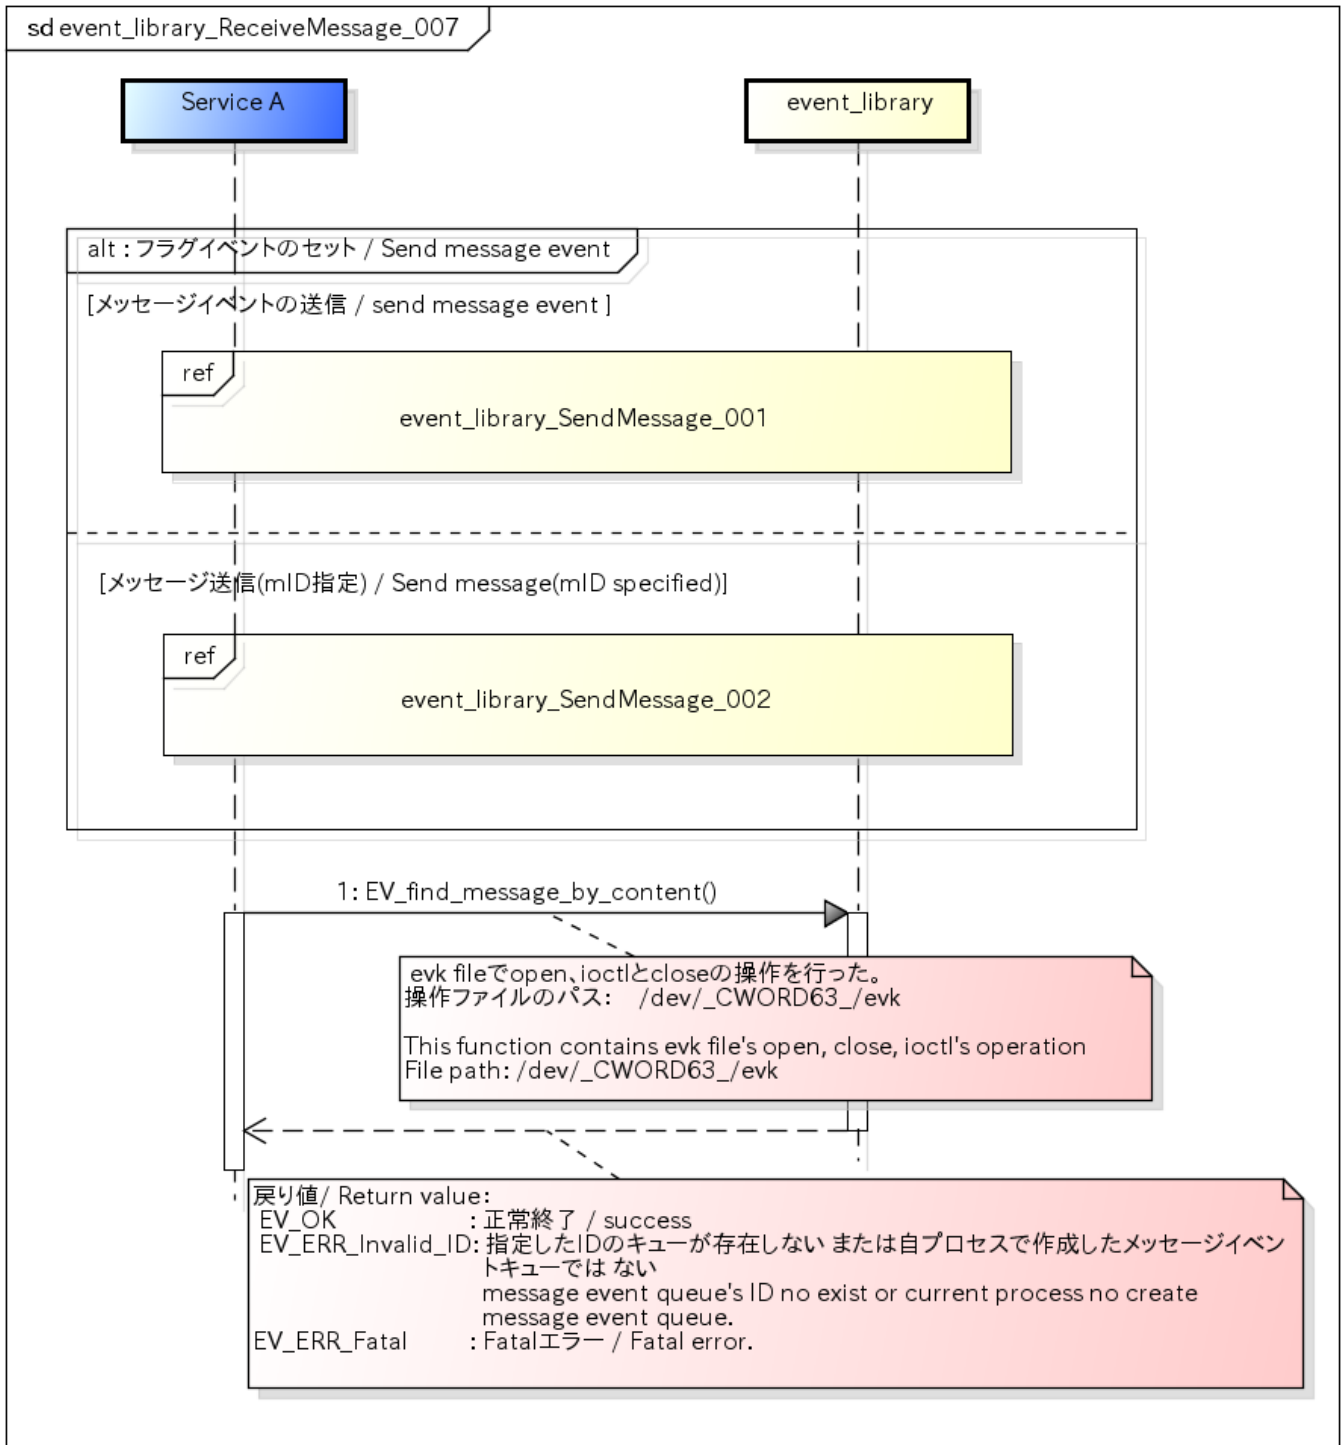 sd event_library_ReceiveMessage_007
Service A
event_library
alt : フラグイベントのセット / Send message event
[メッセージイベントの送信 / send message event ]
ref
event_library_SendMessage_001
[メッセージ送信(mID指定) / Send message(mID specified)]
ref
event_library_SendMessage_002
1: EV_find_message_by_content()
evk fileでopen、ioctlとcloseの操作を行った。
操作ファイルのパス: /dev/_CWORD63_/evk
This function contains evk file's open, close, ioctl's operation
File path: /dev/_CWORD63_/evk
戻り値/ Return value:
EV_OK : 正常終了 / success
EV_ERR_Invalid_ID: 指定したIDのキューが存在しない または自プロセスで作成したメッセージイベン
トキューでは ない
message event queue's ID no exist or current process no create
message event queue.
EV_ERR_Fatal : Fatalエラー / Fatal error.